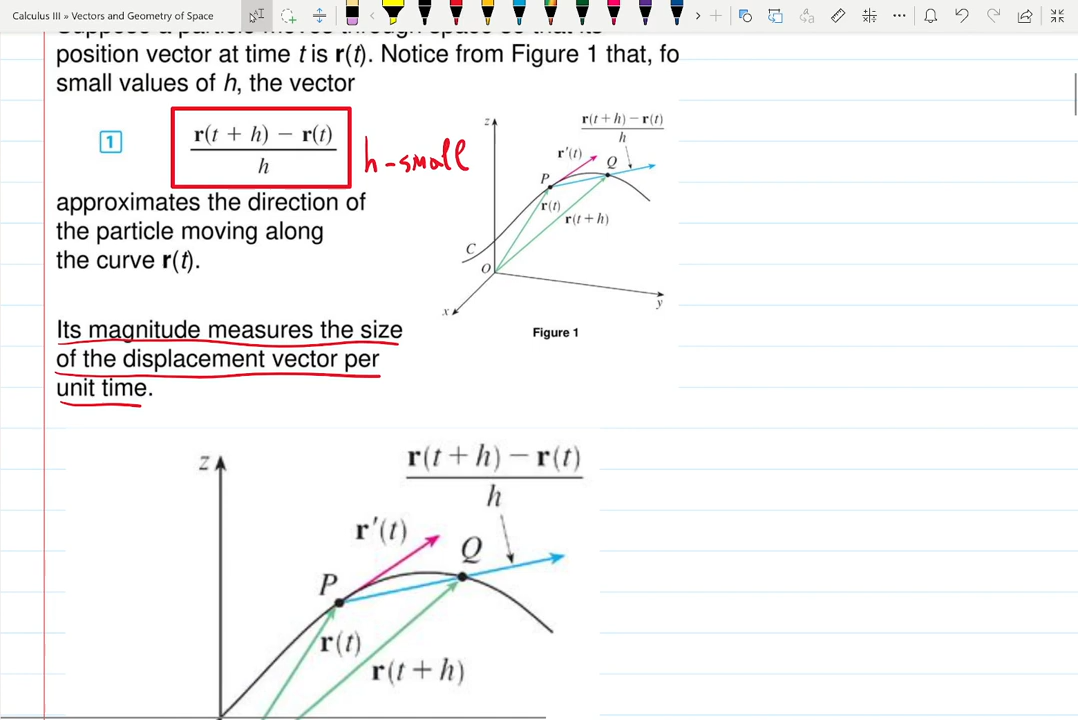 Calculus III » Vectors and Geometry of Space
position vector at time t is r(t). Notice from Figure 1 that, fo
small values of h, the vector
1
r(t + h) − r(t)
h
h-small
approximates the direction of
the particle moving along
the curve r(t).
Its magnitude measures the size
of the displacement vector per
unit time.
r(t + h) − r(t)
h
z
r′(t)
Q
P
r(t)
r(t + h)
C
O
x
y
Figure 1
r(t + h) − r(t)
h
z
r′(t)
Q
P
r(t)
r(t + h)